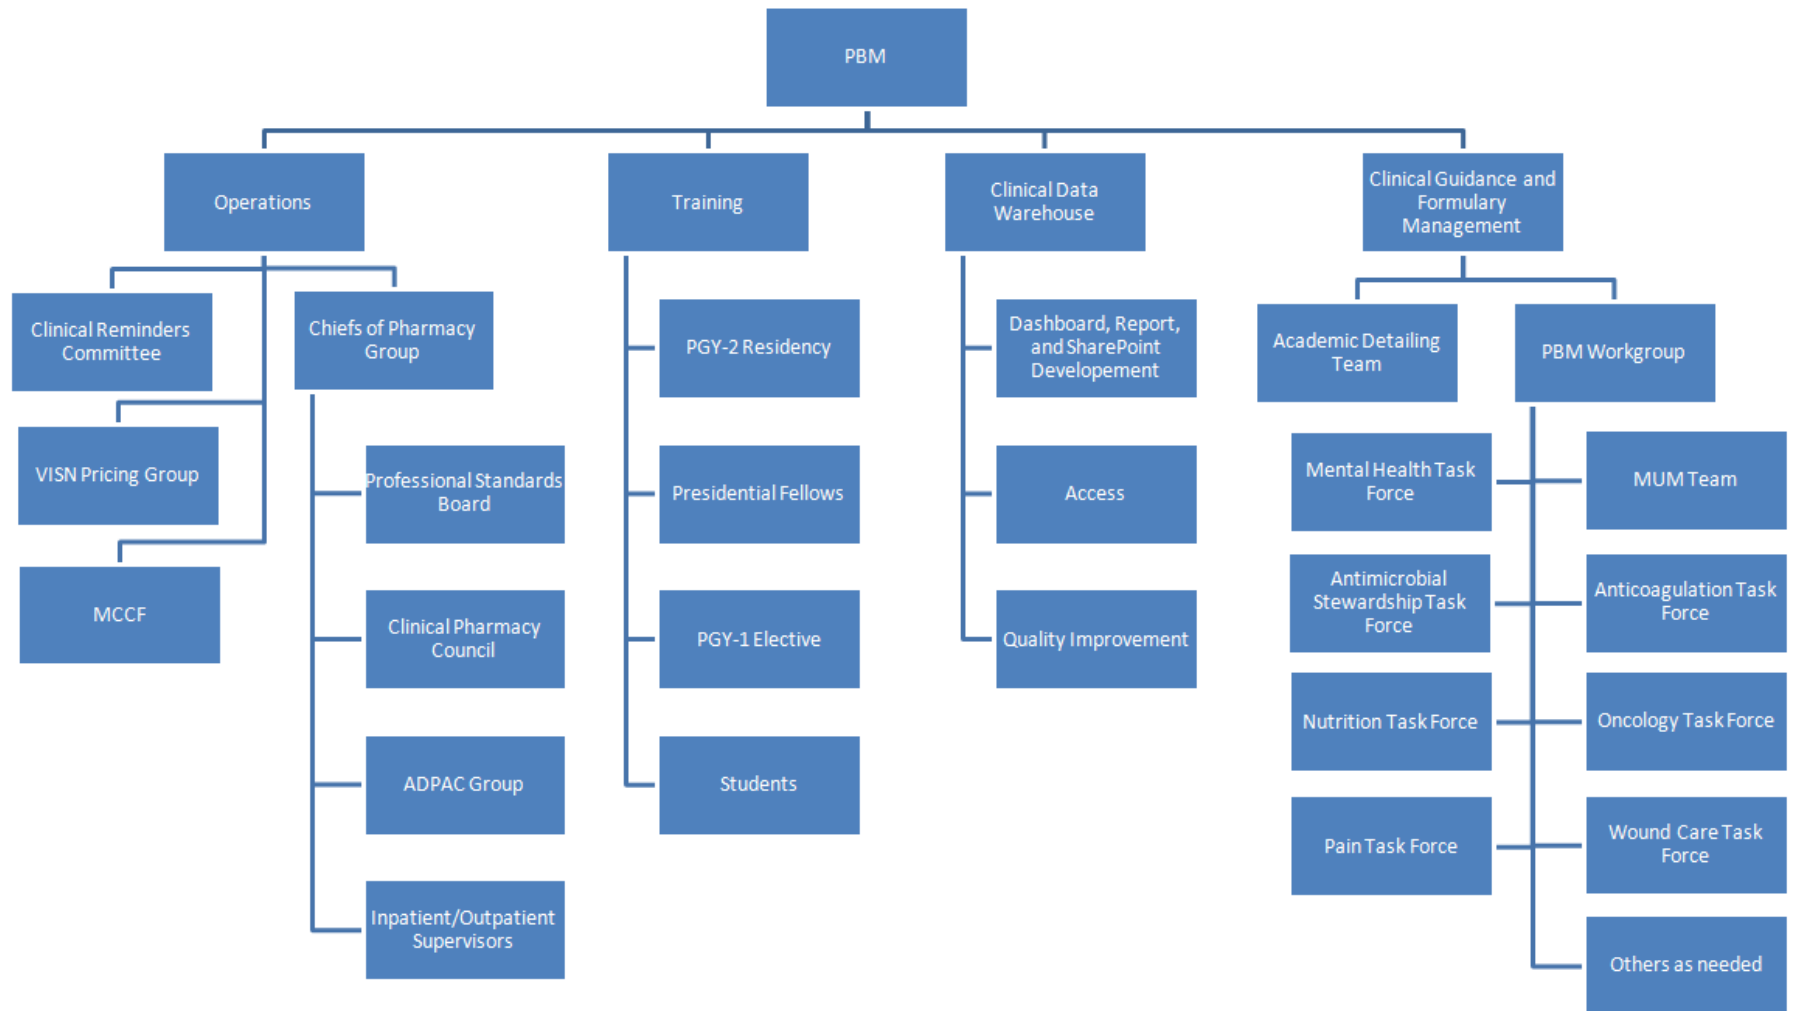 PBM
Operations
Training
Clinical Data
Warehouse
Clinical Guidance and
Formulary
Management
Clinical Reminders
Committee
Chiefs of Pharmacy
Group
VISN Pricing Group
MCCF
Professional Standards
Board
Clinical Pharmacy
Council
ADPAC Group
Inpatient/Outpatient
Supervisors
PGY-2 Residency
Presidential Fellows
PGY-1 Elective
Students
Dashboard, Report,
and SharePoint
Developement
Access
Quality Improvement
Academic Detailing
Team
PBM Workgroup
Mental Health Task
Force
MUM Team
Antimicrobial
Stewardship Task
Force
Anticoagulation Task
Force
Nutrition Task Force
Oncology Task Force
Pain Task Force
Wound Care Task
Force
Others as needed